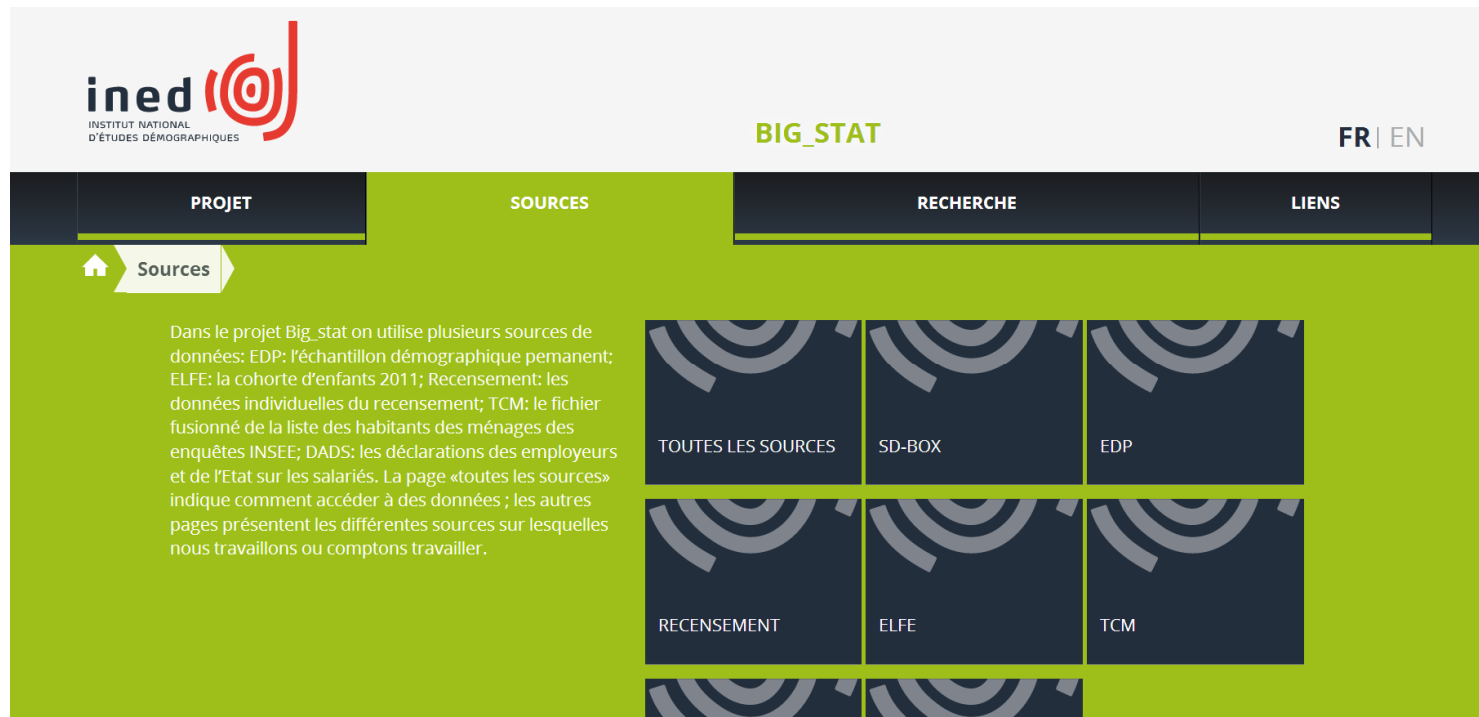 ined
INSTITUT NATIONAL
D'ÉTUDES DÉMOGRAPHIQUES
BIG_STAT
FR| EN
PROJET
SOURCES
RECHERCHE
LIENS
Sources
Dans le projet Big_stat on utilise plusieurs sources de
données: EDP: l'échantillon démographique pemanent;
ELFE: la cohorte d'enfants 2011; Recensement: les
données individuelles du recensement; TCM: le fichier
fusionné de la liste des habitants des ménages des
enquêtes INSEE; DADS: les déclarations des employeurs
et de l'Etat sur les salariés. La page «toutes les sources»
indique comment accéder à des données ; les autres
pages présentent les différentes sources sur lesquelles
nous travaillons ou comptons travailler.
TOUTES LES SOURCES
SD-BOX
EDP
RECENSEMENT
ELFE
TCM